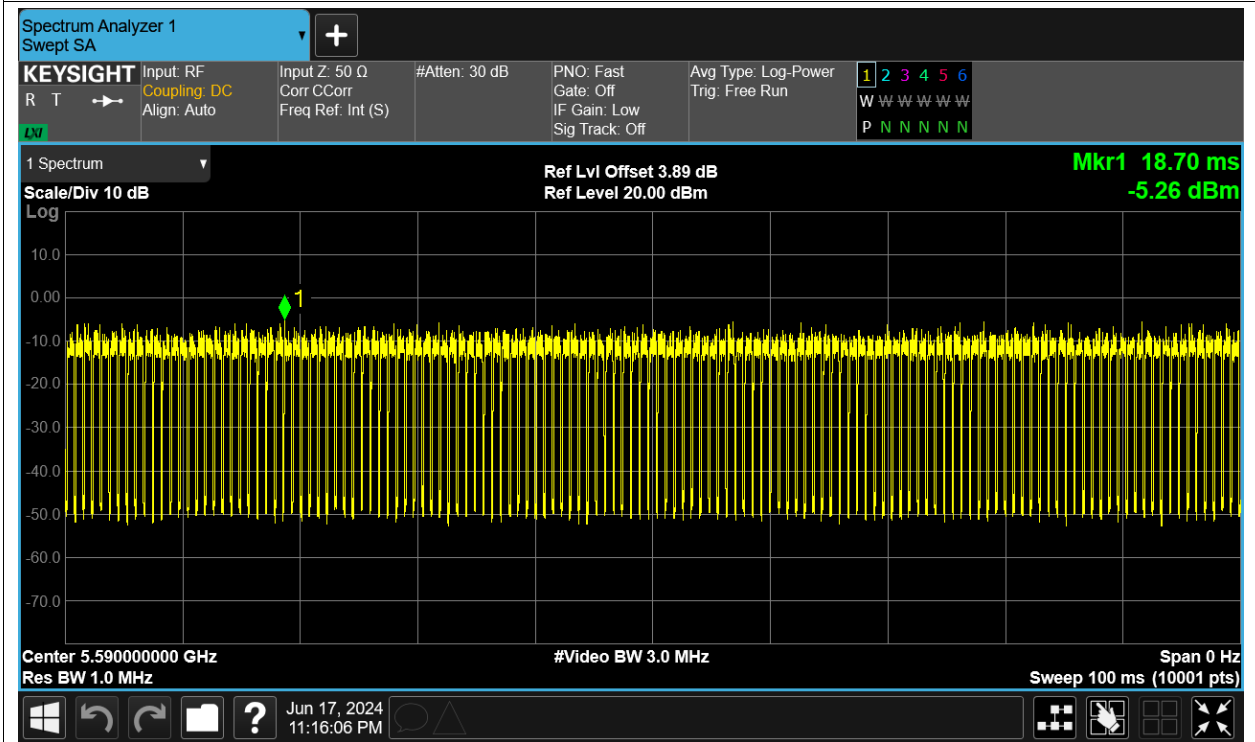 Spectrum Analyzer 1
Swept SA
KEYSIGHT Input: RF Input Z: 50 Ω #Atten: 30 dB PNO: Fast Avg Type: Log-Power 1 2 3 4 5 6
R T Coupling: DC Corr CCorr Gate: Off Trig: Free Run W W W W W W
Align: Auto Freq Ref: Int (S) IF Gain: Low
LXI Sig Track: Off P N N N N N
1 Spectrum Ref Lvl Offset 3.89 dB Mkr1 18.70 ms
Scale/Div 10 dB Ref Level 20.00 dBm -5.26 dBm
Log
10.0
0.00 1
-10.0
-20.0
-30.0
-40.0
-50.0
-60.0
-70.0
Center 5.590000000 GHz #Video BW 3.0 MHz Span 0 Hz
Res BW 1.0 MHz Sweep 100 ms (10001 pts)
? Jun 17, 2024
11:16:06 PM